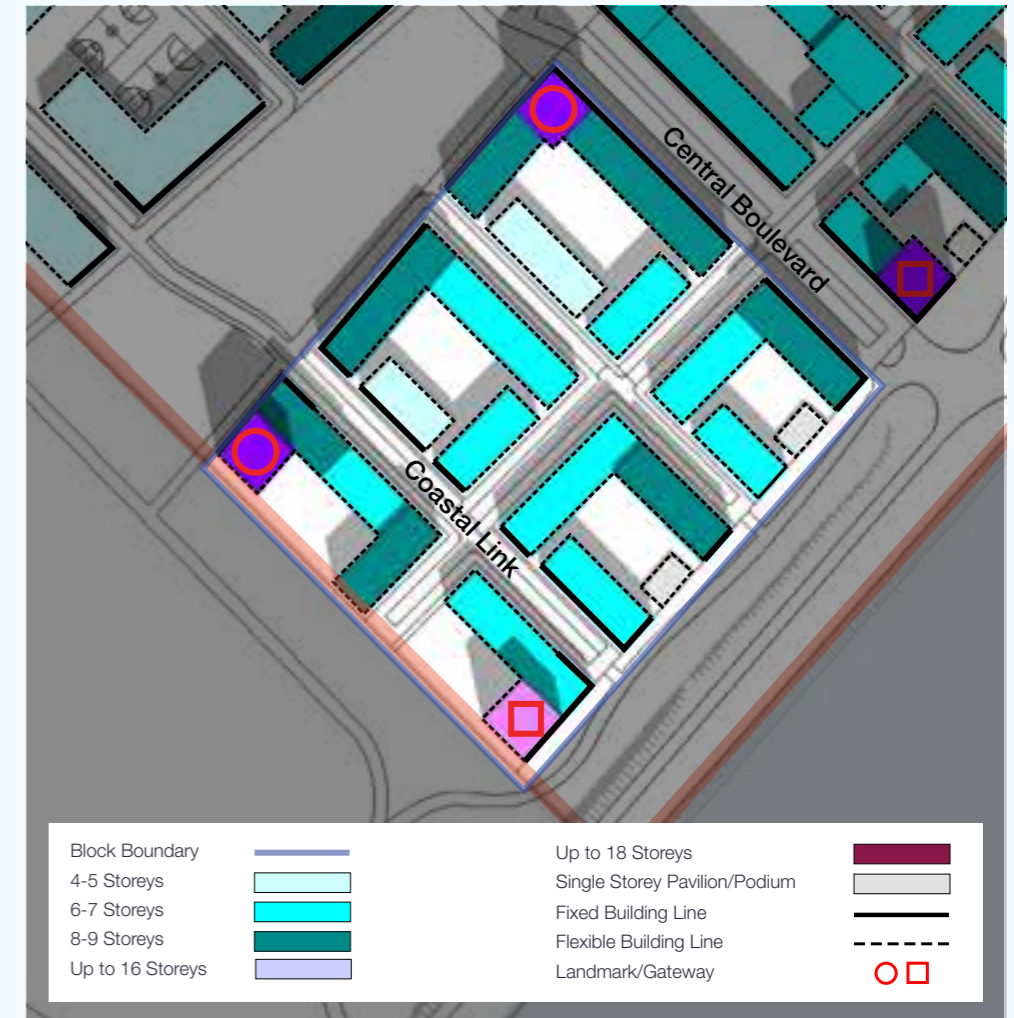 Central Boulevard
Coastal Link
Block Boundary
4-5 Storeys
6-7 Storeys
8-9 Storeys
Up to 16 Storeys
Up to 18 Storeys
Single Storey Pavilion/Podium
Fixed Building Line
Flexible Building Line
Landmark/Gateway